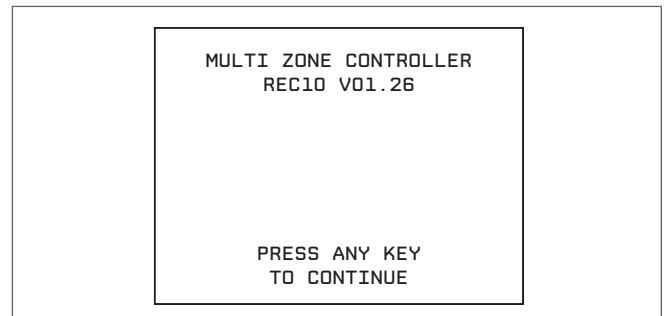 MULTI ZONE CONTROLLER
REC10 V01.26
PRESS ANY KEY
TO CONTINUE